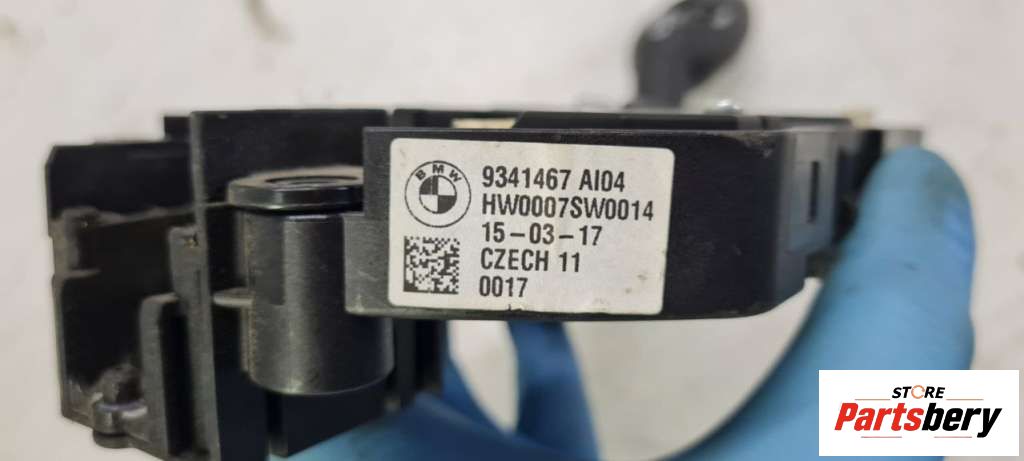 BMW
9341467 AI04
HW0007SW0014
15-03-17
CZECH 11
0017
STORE
Partsbery